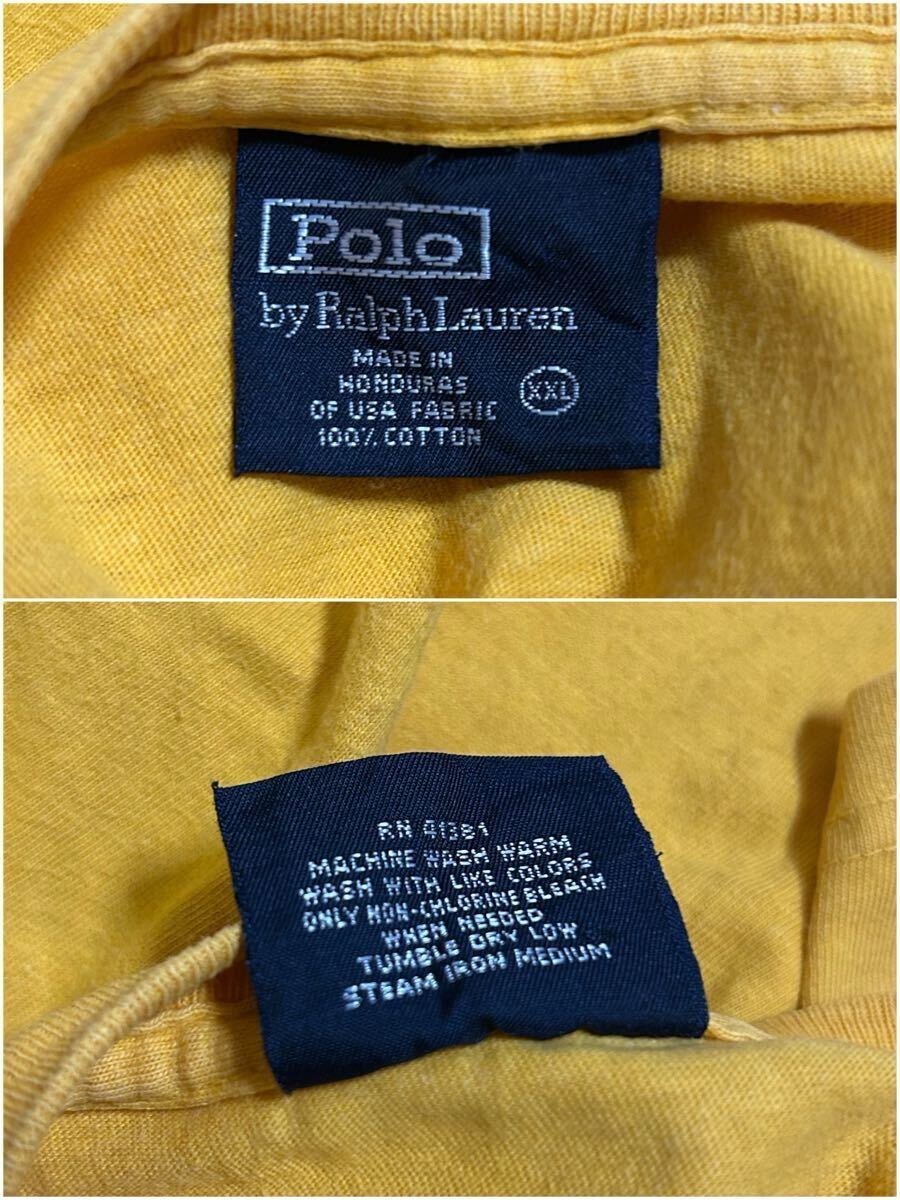 Polo
by Ralph Lauren
MADE IN
HONDURAS
OF USA FABRIC
100% COTTON
XXL
RN 41381
MACHINE WASH WARM
WASH WITH LIKE COLORS
ONLY NON-CHLORINE BLEACH
WHEN NEEDED
TUMBLE DRY LOW
STEAM IRON MEDIUM